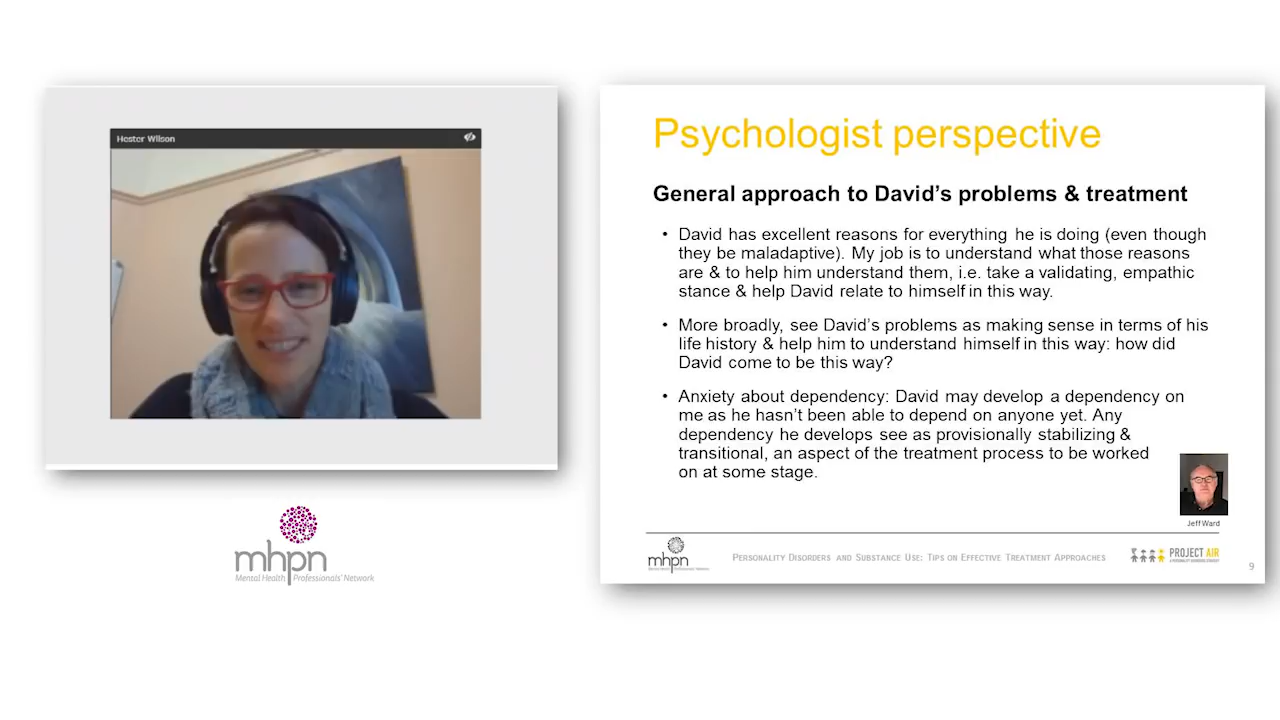 Hester Wilson
mhpn
Mental Health Professionals' Network
Psychologist perspective
General approach to David's problems & treatment
• David has excellent reasons for everything he is doing (even though
they be maladaptive). My job is to understand what those reasons
are & to help him understand them, i.e. take a validating, empathic
stance & help David relate to himself in this way.
• More broadly, see David's problems as making sense in terms of his
life history & help him to understand himself in this way: how did
David come to be this way?
• Anxiety about dependency: David may develop a dependency on
me as he hasn't been able to depend on anyone yet. Any
dependency he develops see as provisionally stabilizing &
transitional, an aspect of the treatment process to be worked
on at some stage.
Jeff Ward
mhpn
Mental Health Professionals' Network
Personality Disorders and Substance Use: Tips on Effective Treatment Approaches
PROJECT AIR
9